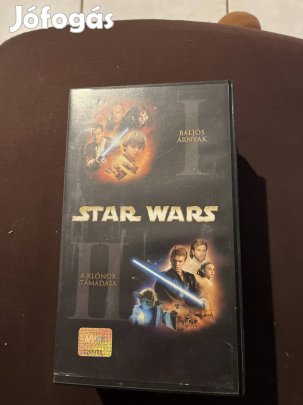 Jófogás
I
BALJÓS
ÁRNYAK
STAR WARS
II
A KLÓNOK
TÁMADÁSA